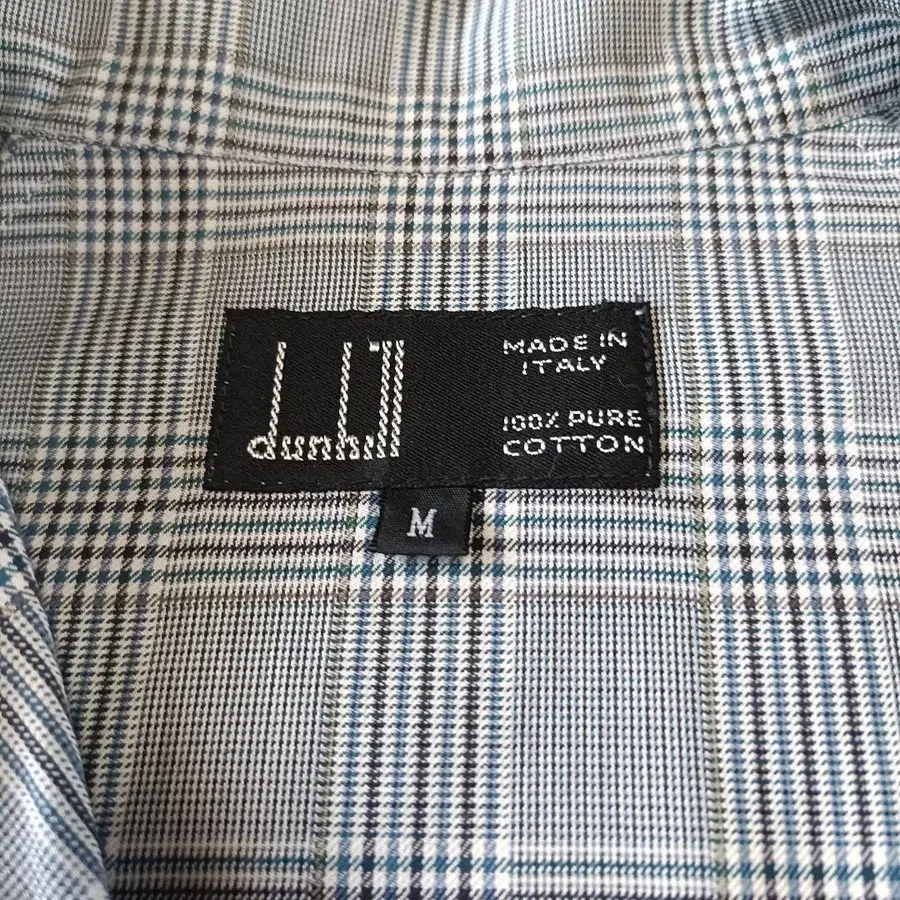 dunhill
MADE IN
ITALY
100% PURE
COTTON
M